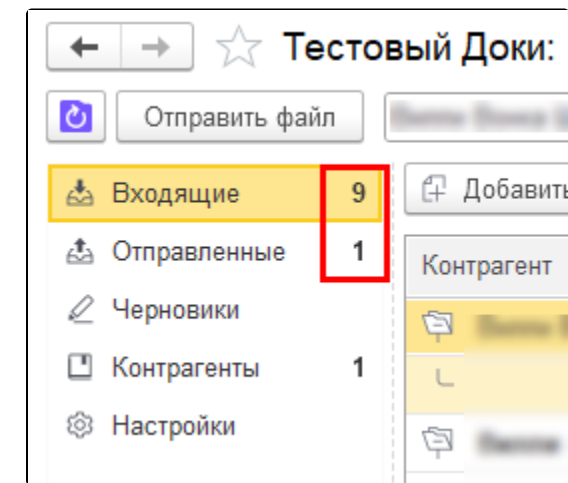 Тестовый Доки:
Отправить файл
Входящие 9
Добавить
Отправленные 1
Контрагент
Черновики
Контрагенты 1
Настройки